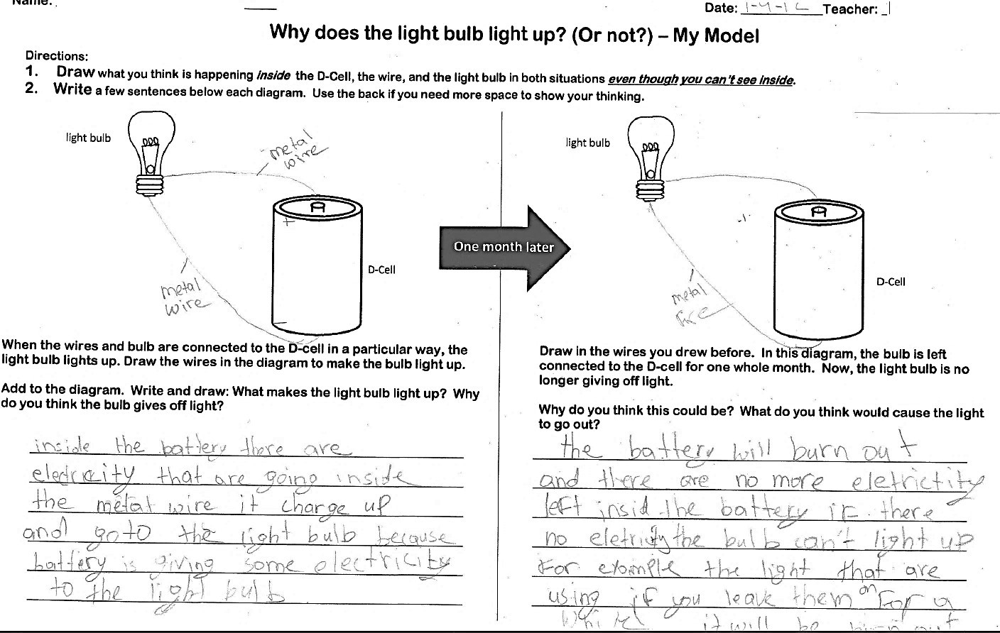 Name:
Date: 1-4-1 Teacher:
Why does the light bulb light up? (Or not?) – My Model
Directions:
1. Draw what you think is happening inside the D-Cell, the wire, and the light bulb in both situations even though you can't see inside.
2. Write a few sentences below each diagram. Use the back if you need more space to show your thinking.
light bulb
metal
wire
+
D-Cell
metal
wire
One month later
light bulb
D-Cell
metal
When the wires and bulb are connected to the D-cell in a particular way, the
light bulb lights up. Draw the wires in the diagram to make the bulb light up.
Add to the diagram. Write and draw: What makes the light bulb light up? Why
do you think the bulb gives off light?
inside the battery there are
eledricity that are going inside
the metal wire it charge up
and go to the light bulb because
battery is giving some electricity
to the light bulb
Draw in the wires you drew before. In this diagram, the bulb is left
connected to the D-cell for one whole month. Now, the light bulb is no
longer giving off light.
Why do you think this could be? What do you think would cause the light
to go out?
the battery will burn out
and there are no more eletrictity
left insid the battery if there
no eletricity the bulb can't light up
For example the light that are
using if you leave them on for a
it will be